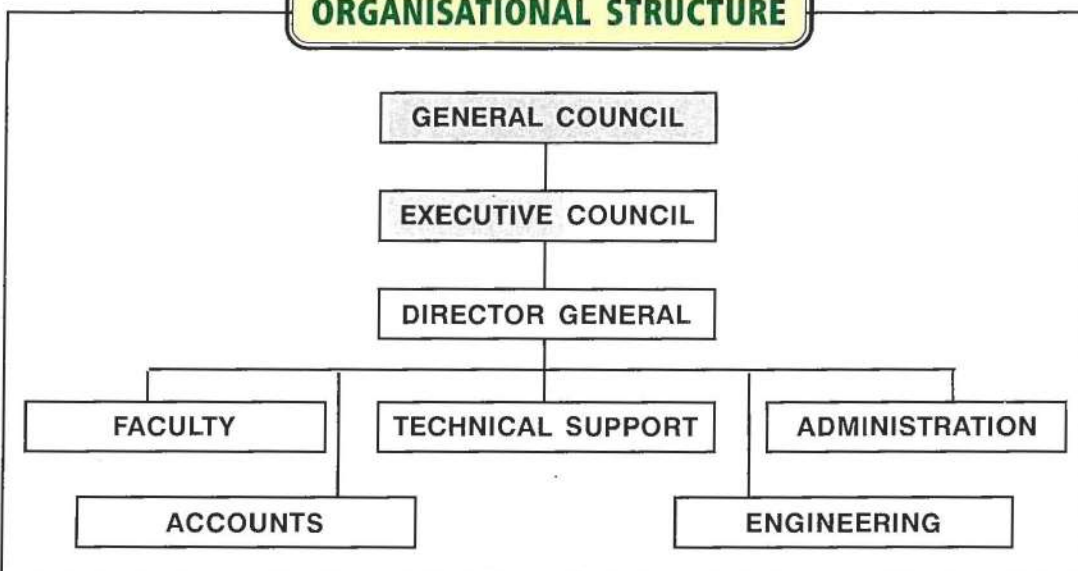 ORGANISATIONAL STRUCTURE
GENERAL COUNCIL
EXECUTIVE COUNCIL
DIRECTOR GENERAL
FACULTY
TECHNICAL SUPPORT
ADMINISTRATION
ACCOUNTS
ENGINEERING